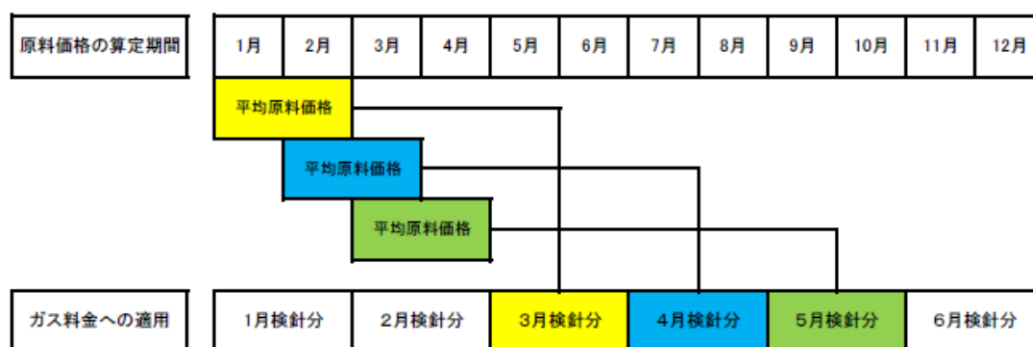 原料価格の算定期間 1月 2月 3月 4月 5月 6月 7月 8月 9月 10月 11月 12月
平均原料価格
平均原料価格
平均原料価格
ガス料金への適用 1月検針分 2月検針分 3月検針分 4月検針分 5月検針分 6月検針分